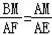 BM/AF = AM/AE